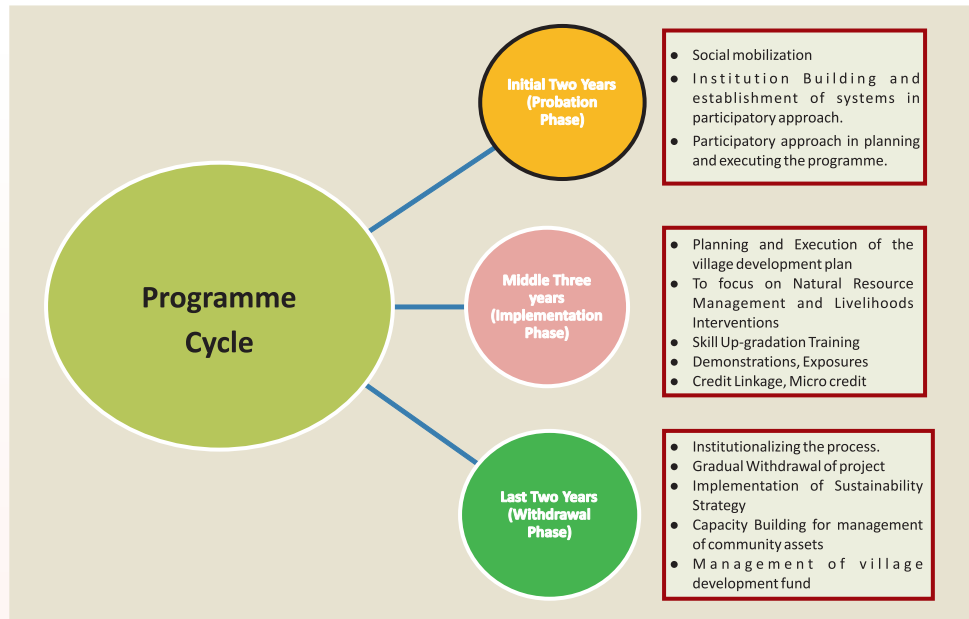 Programme
Cycle
Initial Two Years
(Probation
Phase)
● Social mobilization
● Institution Building and
establishment of systems in
participatory approach.
● Participatory approach in planning
and executing the programme.
Middle Three
years
(Implementation
Phase)
● Planning and Execution of the
village development plan
● To focus on Natural Resource
Management and Livelihoods
Interventions
● Skill Up-gradation Training
● Demonstrations, Exposures
● Credit Linkage, Micro credit
Last Two Years
(Withdrawal
Phase)
● Institutionalizing the process.
● Gradual Withdrawal of project
● Implementation of Sustainability
Strategy
● Capacity Building for management
of community assets
● Management of village
development fund